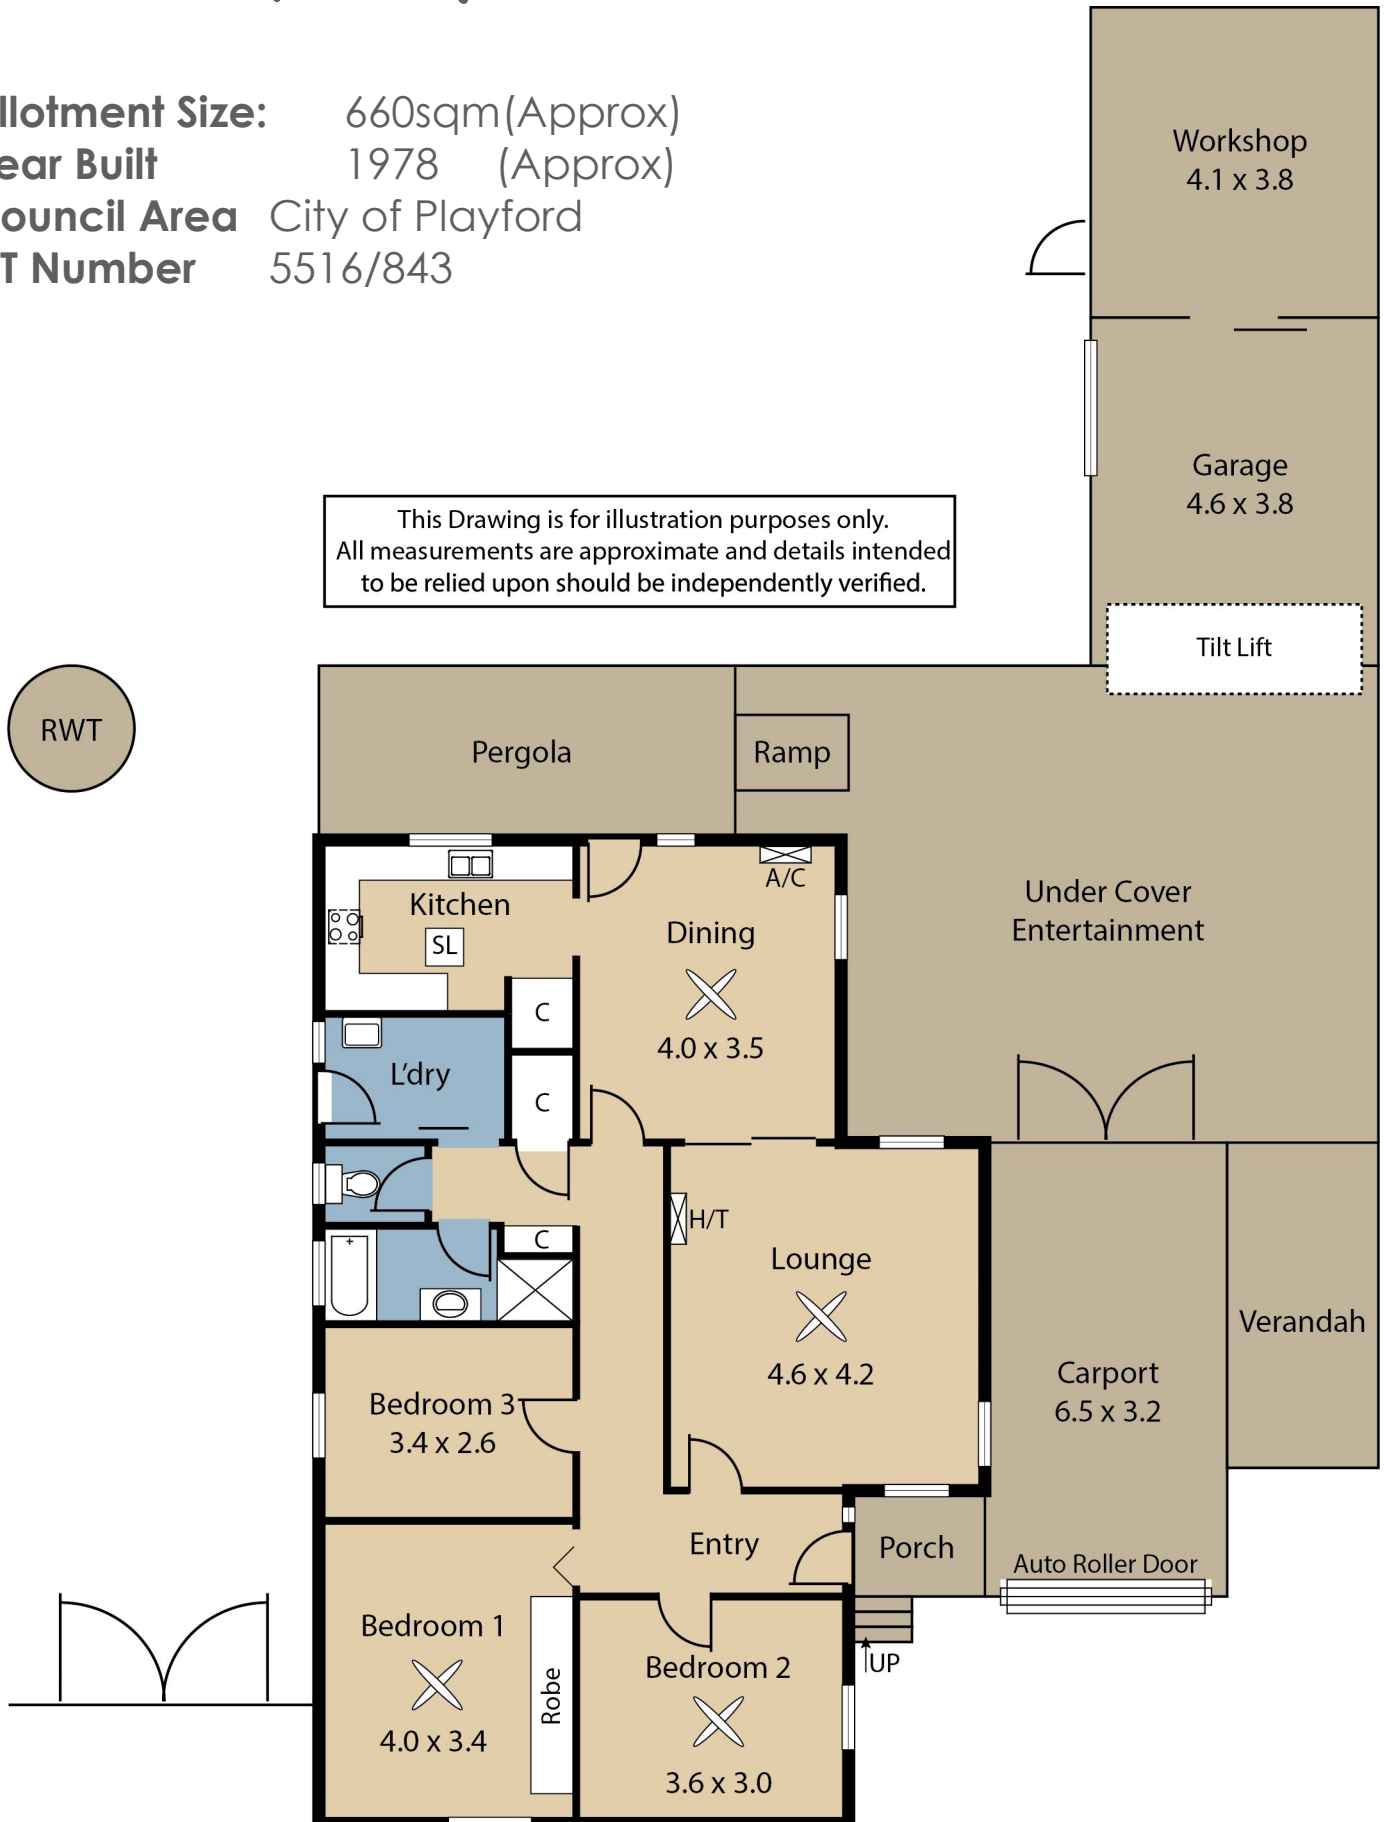 llotment Size: 660sqm(Approx)
ear Built 1978 (Approx)
ouncil Area City of Playford
T Number 5516/843
Workshop
4.1 x 3.8
Garage
4.6 x 3.8
This Drawing is for illustration purposes only.
All measurements are approximate and details intended
to be relied upon should be independently verified.
Tilt Lift
RWT
Pergola
Ramp
A/C
Kitchen
SL
Dining
4.0 x 3.5
Under Cover
Entertainment
C
L'dry
C
H/T
C
Lounge
4.6 x 4.2
Verandah
Carport
6.5 x 3.2
Bedroom 3
3.4 x 2.6
Entry
Porch
Auto Roller Door
Bedroom 1
4.0 x 3.4
Robe
Bedroom 2
3.6 x 3.0
UP